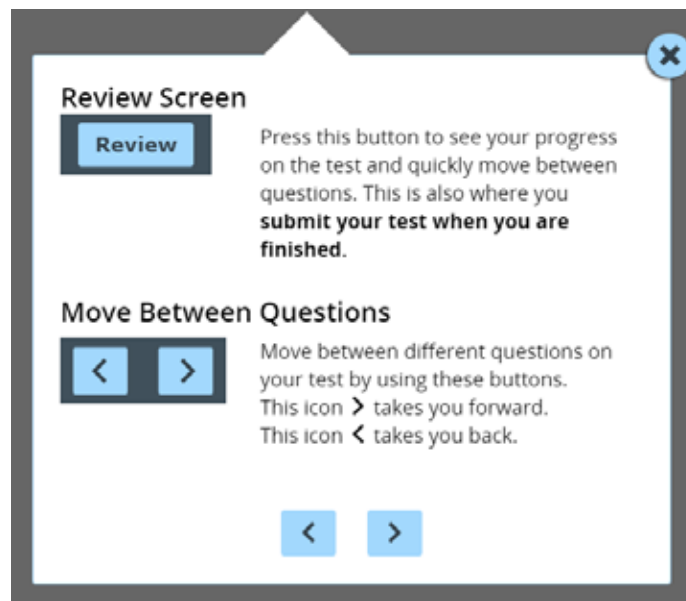 Review Screen
Review
Press this button to see your progress
on the test and quickly move between
questions. This is also where you
submit your test when you are
finished.
Move Between Questions
Move between different questions on
your test by using these buttons.
This icon > takes you forward.
This icon < takes you back.